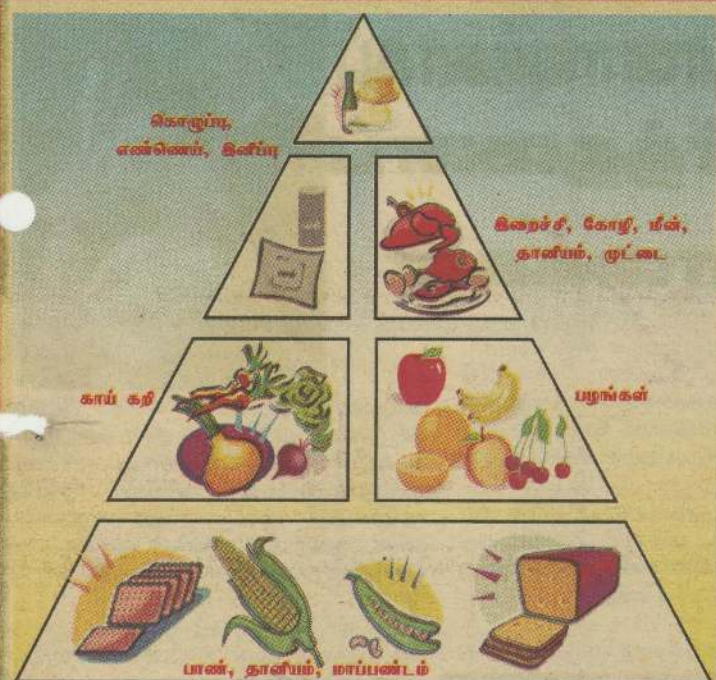 கொழுப்பு,
எண்ணெய், இனிப்பு
இறைச்சி, கோழி, மீன்,
தானியம், முட்டை
காய் கறி
பழங்கள்
பாண், தானியம், மாப்பண்டம்